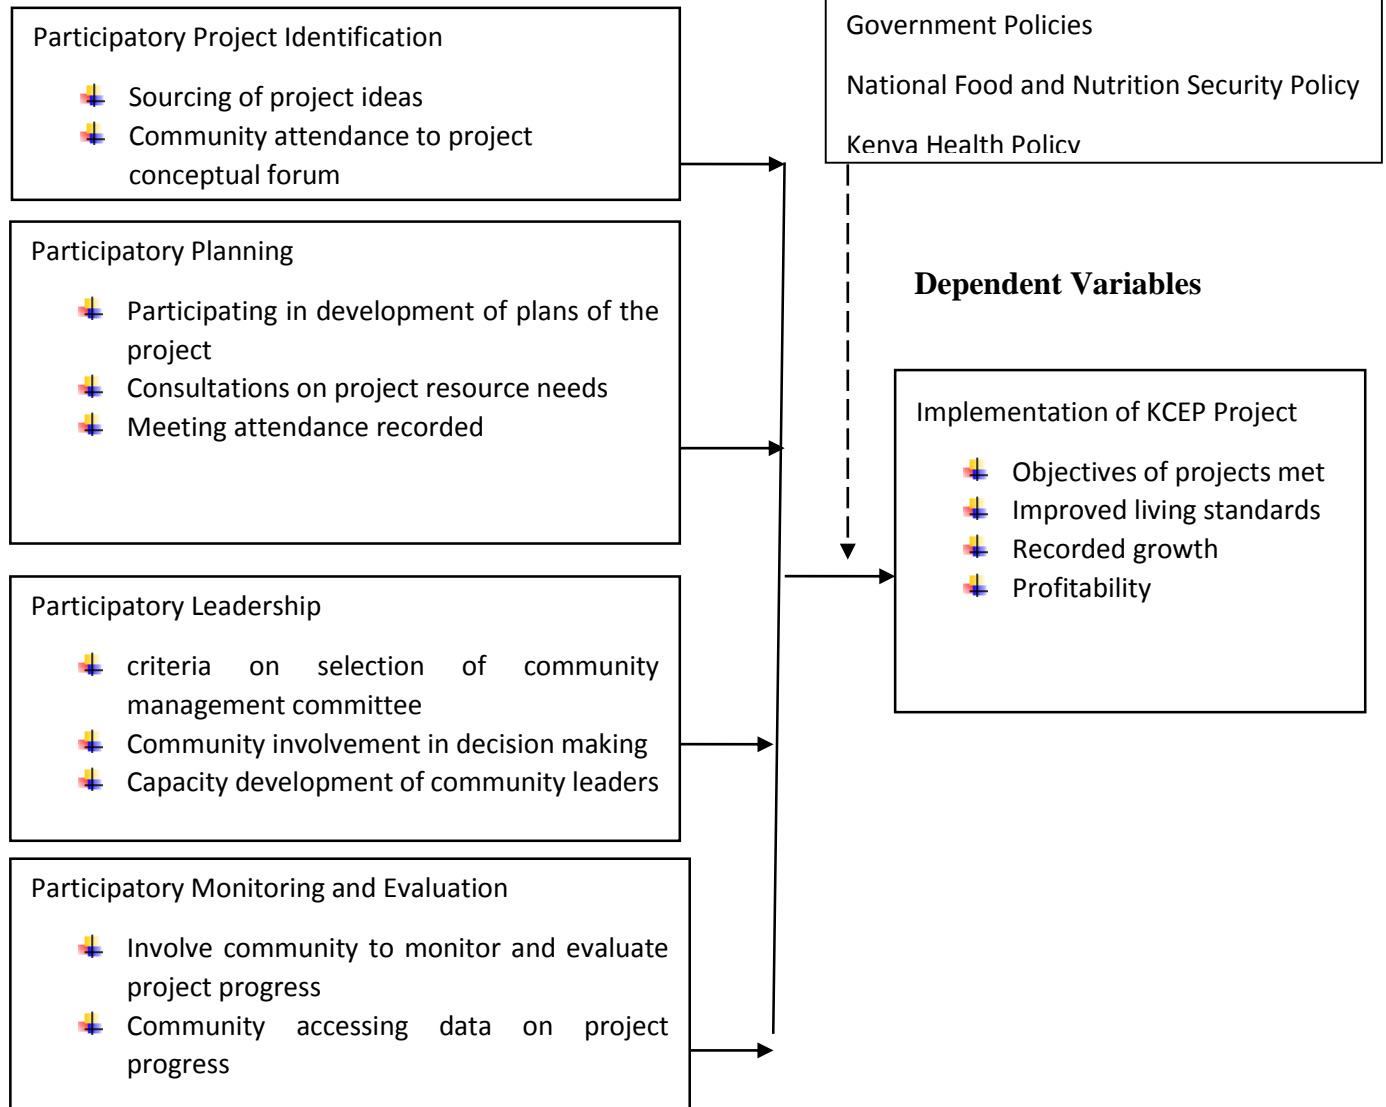 Participatory Project Identification
Sourcing of project ideas
Community attendance to project
conceptual forum
Government Policies
National Food and Nutrition Security Policy
Kenya Health Policy
Participatory Planning
Participating in development of plans of the
project
Consultations on project resource needs
Meeting attendance recorded
Dependent Variables
Implementation of KCEP Project
Objectives of projects met
Improved living standards
Recorded growth
Profitability
Participatory Leadership
criteria on selection of community
management committee
Community involvement in decision making
Capacity development of community leaders
Participatory Monitoring and Evaluation
Involve community to monitor and evaluate
project progress
Community accessing data on project
progress